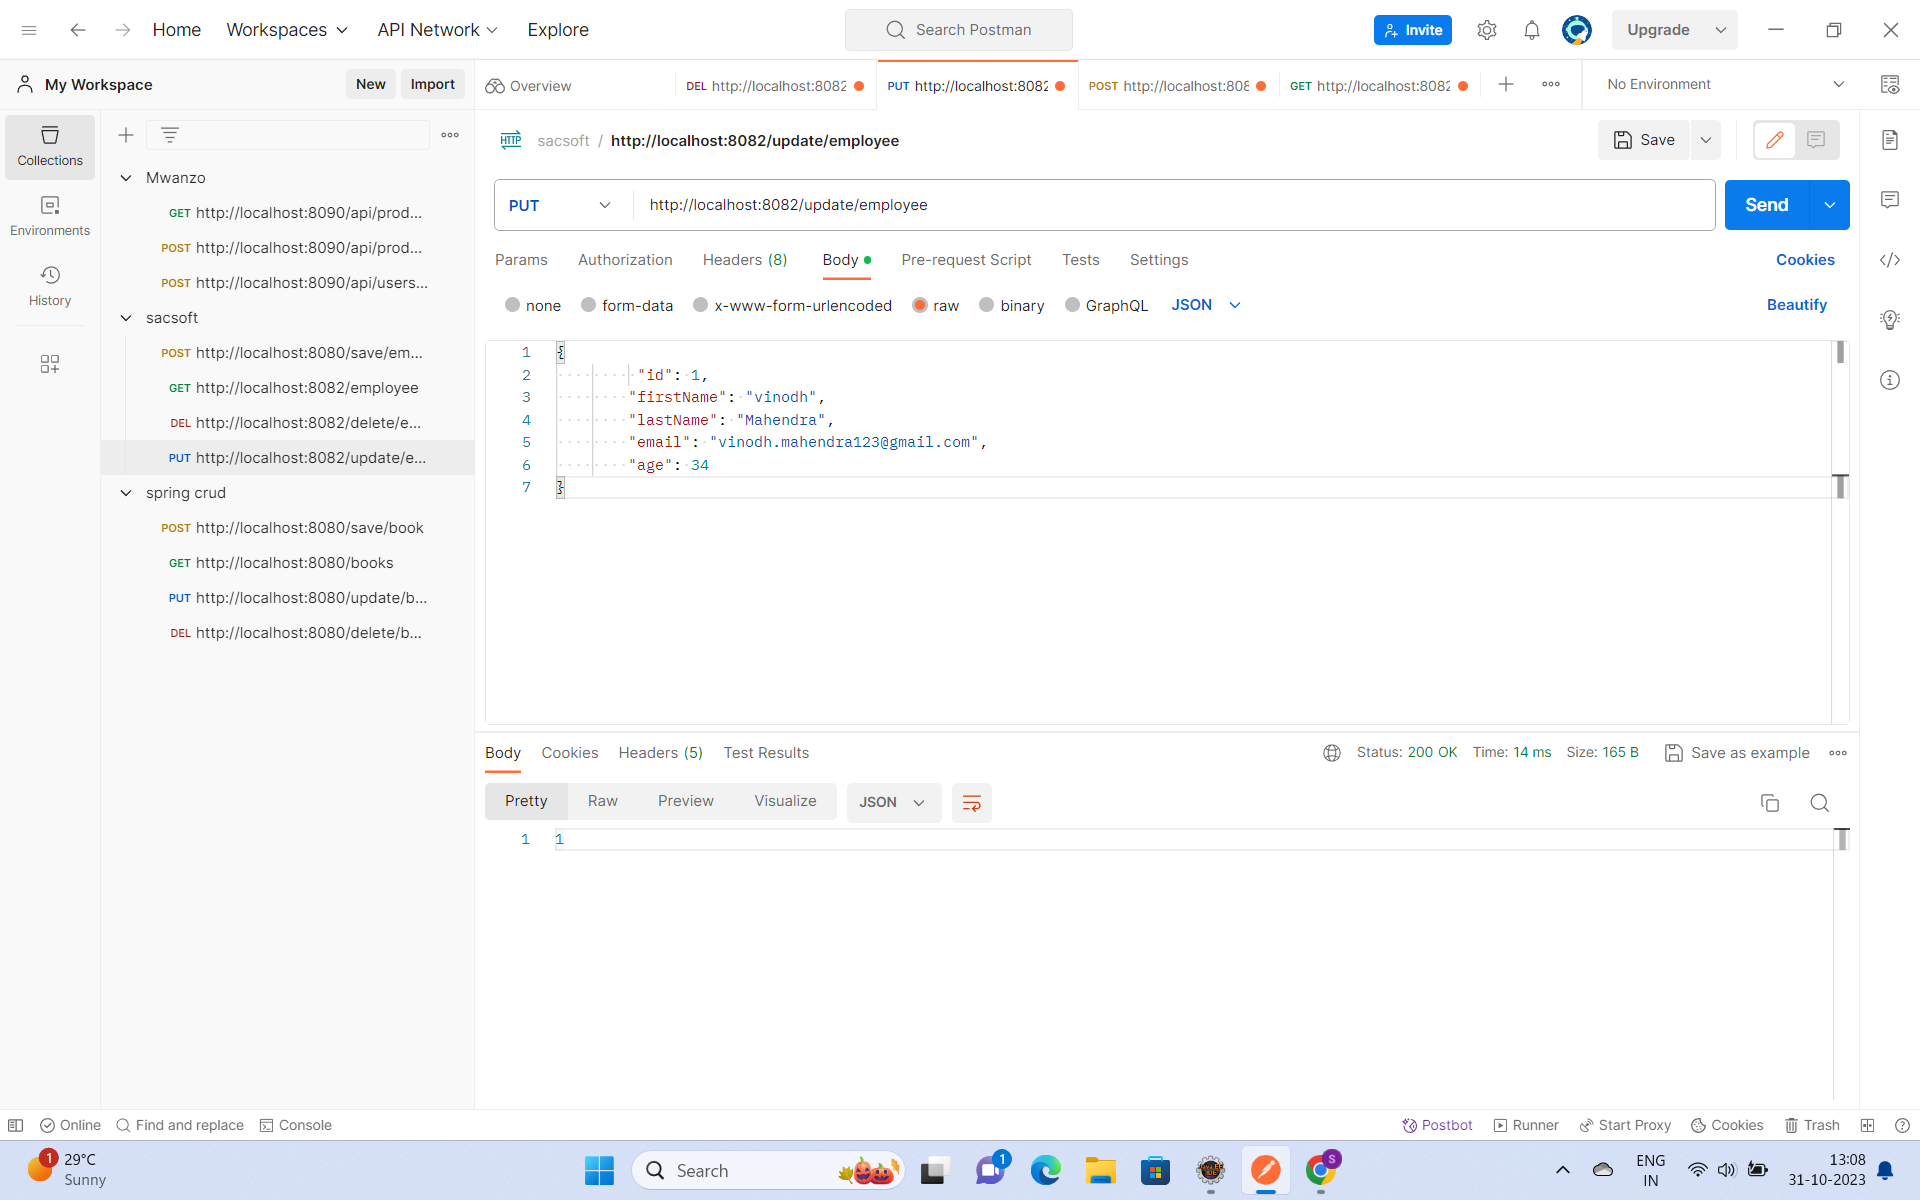 Home Workspaces API Network Explore Search Postman Invite Upgrade
My Workspace New Import Overview DEL http://localhost:8082 PUT http://localhost:8082 POST http://localhost:808 GET http://localhost:8082 No Environment
Collections
Environments
History
Mwanzo
GET http://localhost:8090/api/prod...
POST http://localhost:8090/api/prod...
POST http://localhost:8090/api/users...
sacsoft
POST http://localhost:8080/save/em...
GET http://localhost:8082/employee
DEL http://localhost:8082/delete/e...
PUT http://localhost:8082/update/e...
spring crud
POST http://localhost:8080/save/book
GET http://localhost:8080/books
PUT http://localhost:8080/update/b...
DEL http://localhost:8080/delete/b...
HTTP sacsoft / http://localhost:8082/update/employee Save
PUT http://localhost:8082/update/employee Send
Params Authorization Headers (8) Body Pre-request Script Tests Settings Cookies
none form-data x-www-form-urlencoded raw binary GraphQL JSON Beautify
1 {
2 "id": 1,
3 "firstName": "vinodh",
4 "lastName": "Mahendra",
5 "email": "vinodh.mahendra123@gmail.com",
6 "age": 34
7 }
Body Cookies Headers (5) Test Results Status: 200 OK Time: 14 ms Size: 165 B Save as example
Pretty Raw Preview Visualize JSON
1 1
Online Find and replace Console Postbot Runner Start Proxy Cookies Trash
1 29°C
Sunny
Search
1
S
ENG
IN
13:08
31-10-2023